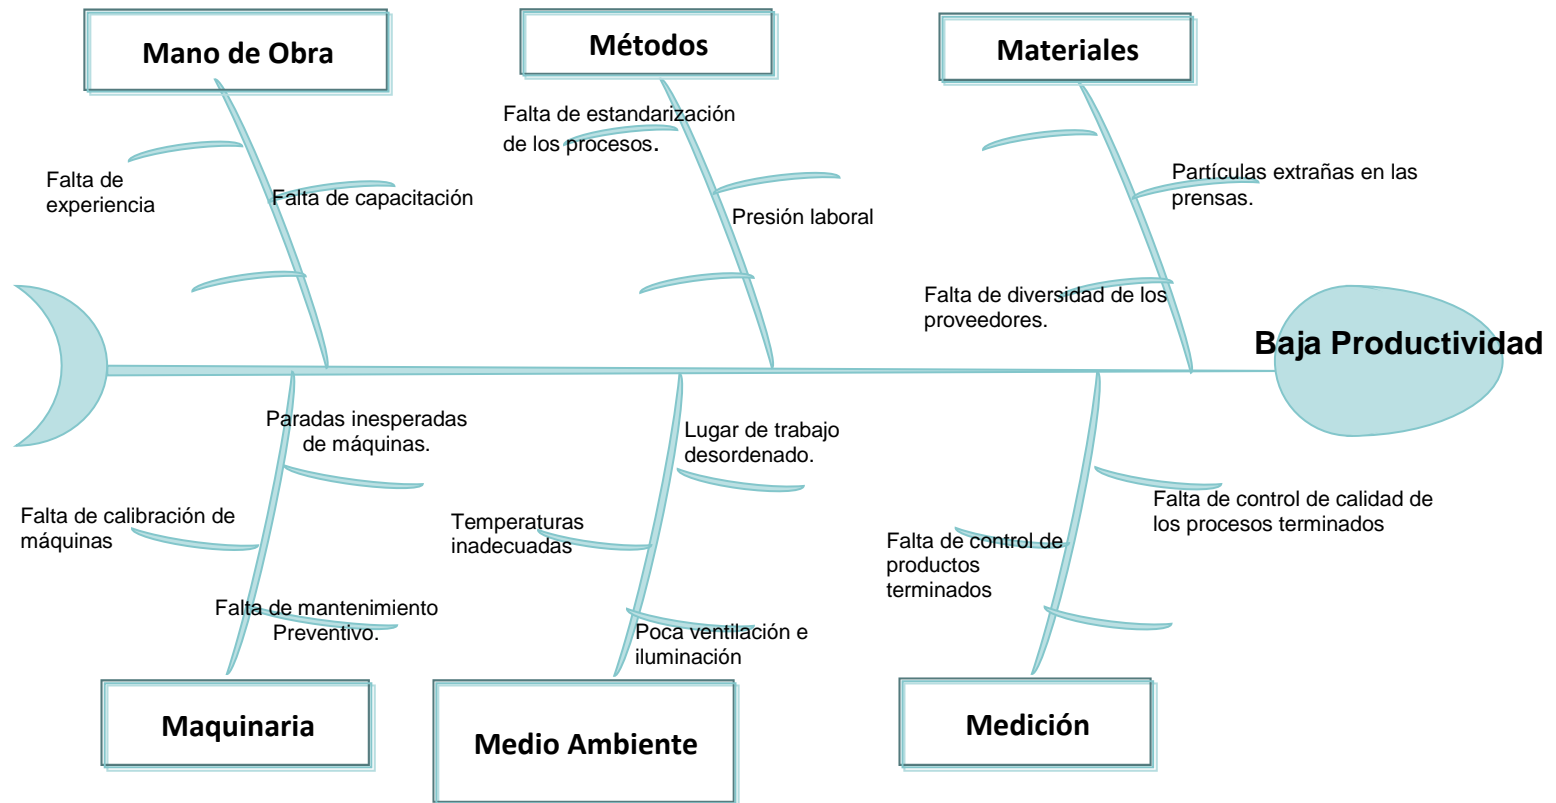 Mano de Obra
Métodos
Materiales
Falta de estandarización
de los procesos.
Falta de
experiencia
Falta de capacitación
Presión laboral
Partículas extrañas en las
prensas.
Falta de diversidad de los
proveedores.
Baja Productividad
Paradas inesperadas
de máquinas.
Falta de calibración de
máquinas
Falta de mantenimiento
Preventivo.
Lugar de trabajo
desordenado.
Temperaturas
inadecuadas
Poca ventilación e
iluminación
Falta de control de calidad de
los procesos terminados
Falta de control de
productos
terminados
Maquinaria
Medio Ambiente
Medición